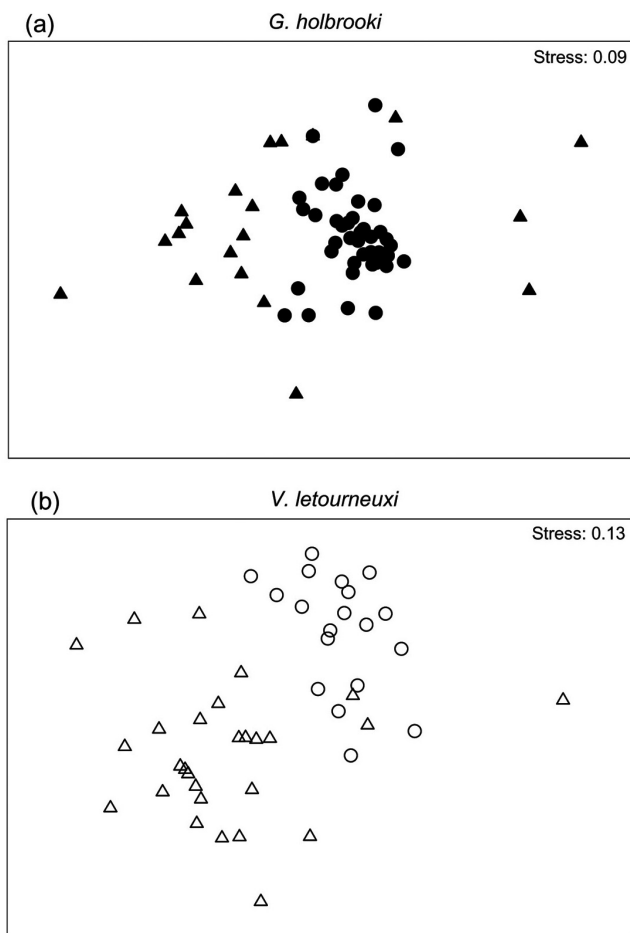 (a)
G. holbrooki
Stress: 0.09
(b)
V. letourneuxi
Stress: 0.13